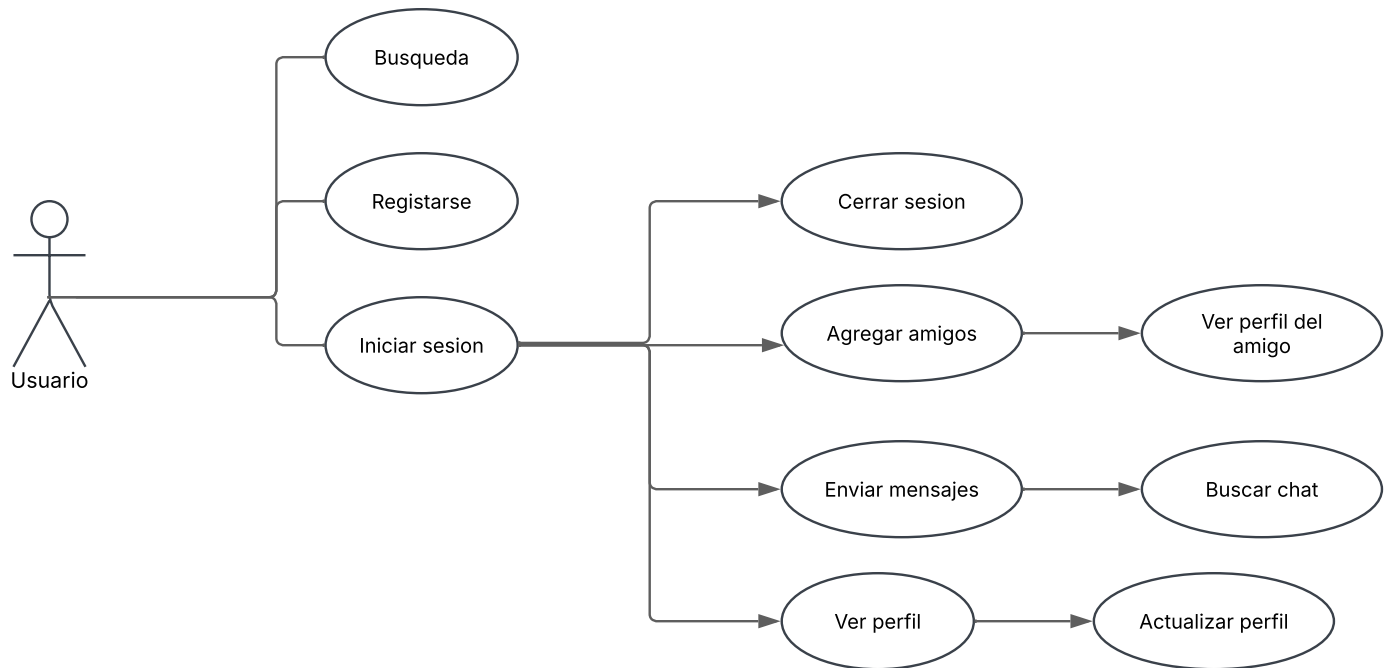 Busqueda
Registarse
Cerrar sesion
Iniciar sesion
Agregar amigos
Ver perfil del
amigo
Usuario
Enviar mensajes
Buscar chat
Ver perfil
Actualizar perfil